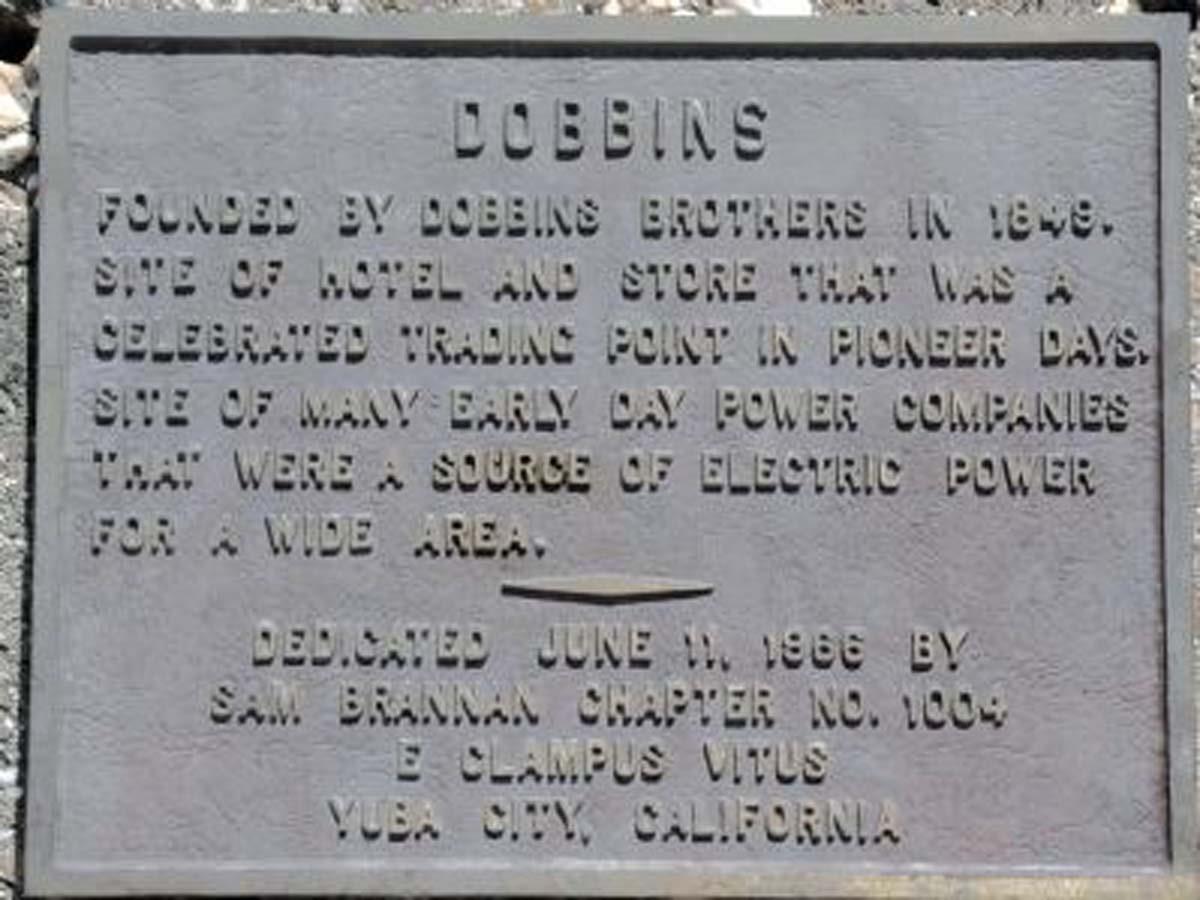 DOBBINS
FOUNDED BY DOBBINS BROTHERS IN 1849.
SITE OF HOTEL AND STORE THAT WAS A
CELEBRATED TRADING POINT IN PIONEER DAYS.
SITE OF MANY EARLY DAY POWER COMPANIES
THAT WERE A SOURCE OF ELECTRIC POWER
FOR A WIDE AREA.
DEDICATED JUNE 11, 1966 BY
SAM BRANNAN CHAPTER NO. 1004
E CLAMPUS VITUS
YUBA CITY, CALIFORNIA